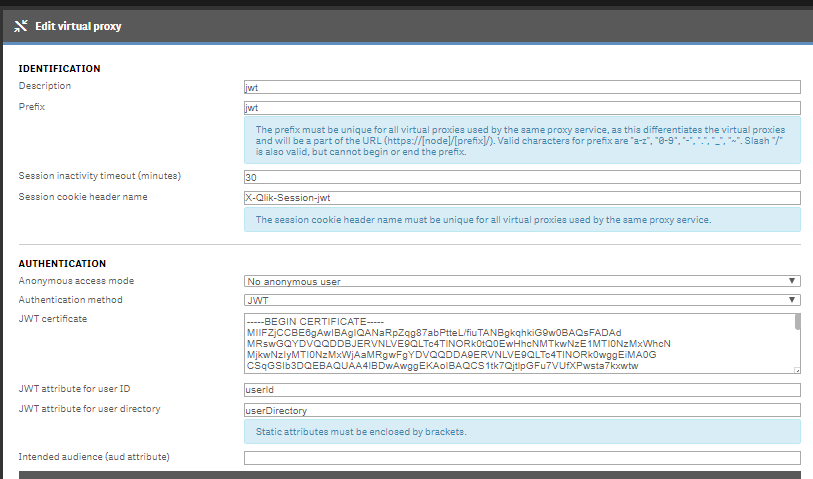 Edit virtual proxy
IDENTIFICATION
Description
jwt
Prefix
jwt
The prefix must be unique for all virtual proxies used by the same proxy service, as this differentiates the virtual proxies
and will be a part of the URL (https://[node]/[prefix]/). Valid characters for prefix are "a-z", "0-9", "-", ".", "_", "~". Slash "/"
is also valid, but cannot begin or end the prefix.
Session inactivity timeout (minutes)
30
Session cookie header name
X-Qlik-Session-jwt
The session cookie header name must be unique for all virtual proxies used by the same proxy service.
AUTHENTICATION
Anonymous access mode
No anonymous user
Authentication method
JWT
JWT certificate
-----BEGIN CERTIFICATE-----
MIIFZjCCBE6gAwIBAgIQANaRpZqg87abPtteL/fiuTANBgkqhkiG9w0BAQsFADAd
MRswGQYDVQQDDBJERVNLVE9QLTc4TlNORk0tQ0EwHhcNMTkwNzE1MTI0NzMxWhcN
MjkwNzIyMTI0NzMxWjAaMRgwFgYDVQQDDA9ERVNLVE9QLTc4TlNORk0wggEiMA0G
CSqGSIb3DQEBAQUAA4IBDwAwggEKAoIBAQCS1tk7QjtlpGFu7VUfXPwsta7kxwtw
JWT attribute for user ID
userId
JWT attribute for user directory
userDirectory
Static attributes must be enclosed by brackets.
Intended audience (aud attribute)